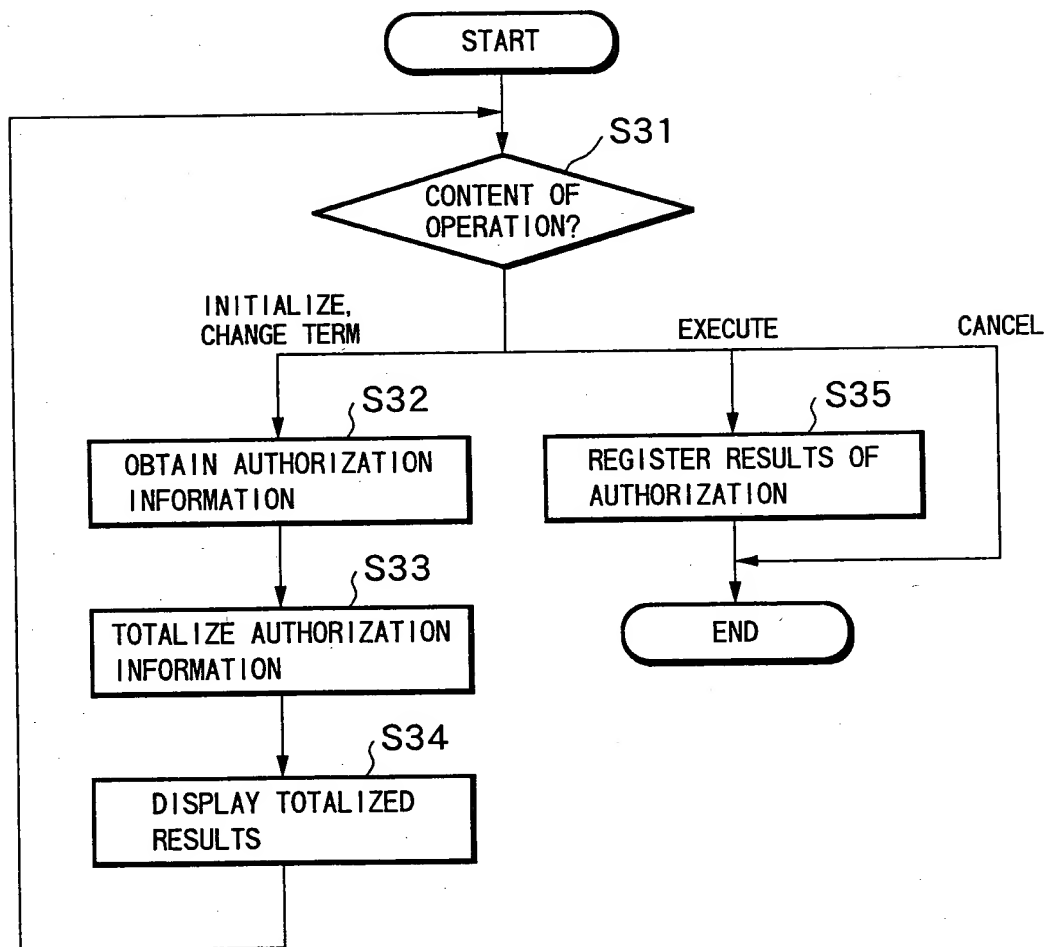 START
S31
CONTENT OF
OPERATION?
INITIALIZE,
CHANGE TERM
EXECUTE
CANCEL
S32
OBTAIN AUTHORIZATION
INFORMATION
S35
REGISTER RESULTS OF
AUTHORIZATION
S33
TOTALIZE AUTHORIZATION
INFORMATION
END
S34
DISPLAY TOTALIZED
RESULTS